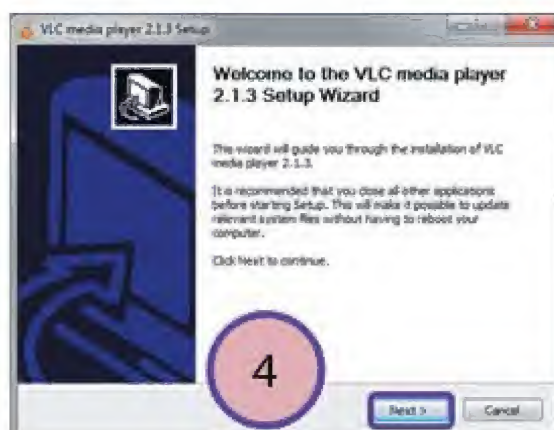 VLC media player 2.1.3 Setup
Welcome to the VLC media player
2.1.3 Setup Wizard
This wizard will guide you through the installation of VLC
media player 2.1.3.
It is recommended that you close all other applications
before starting Setup. This will make it possible to update
relevant system files without having to reboot your
computer.
Click Next to continue.
4
Next >
Cancel